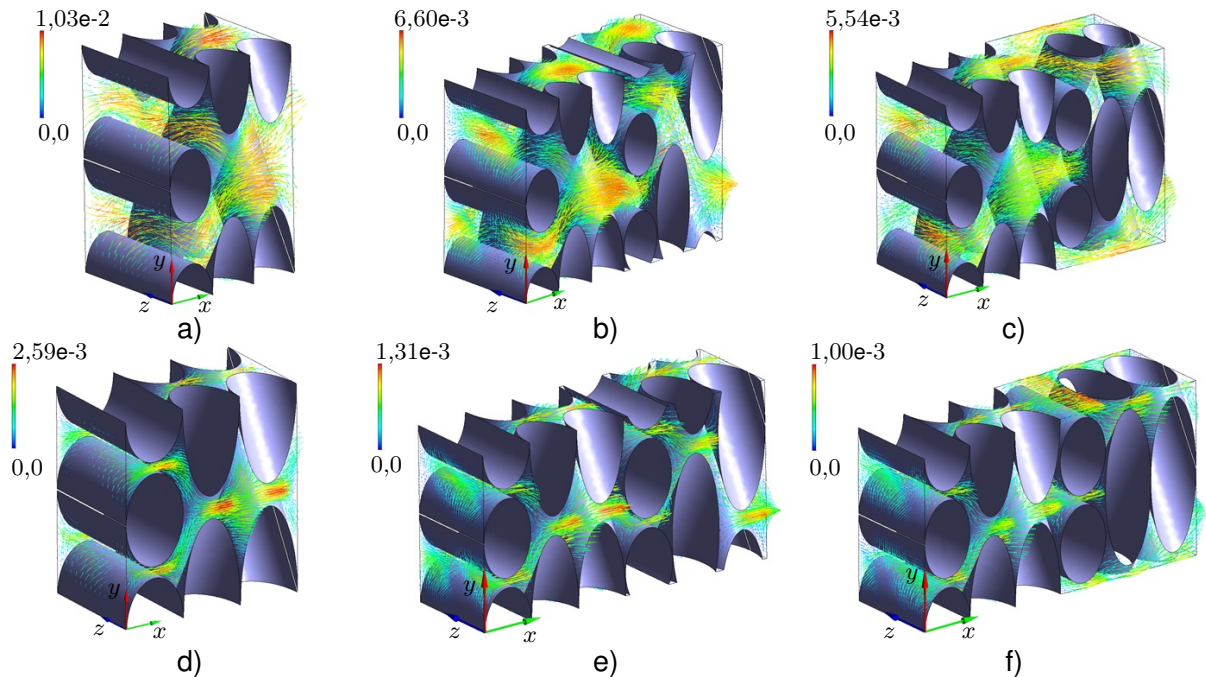 1,03e-2
0,0
y
z
x
a)
6,60e-3
0,0
y
z
x
b)
5,54e-3
0,0
y
z
x
c)
2,59e-3
0,0
y
z
x
d)
1,31e-3
0,0
y
z
x
e)
1,00e-3
0,0
y
z
x
f)